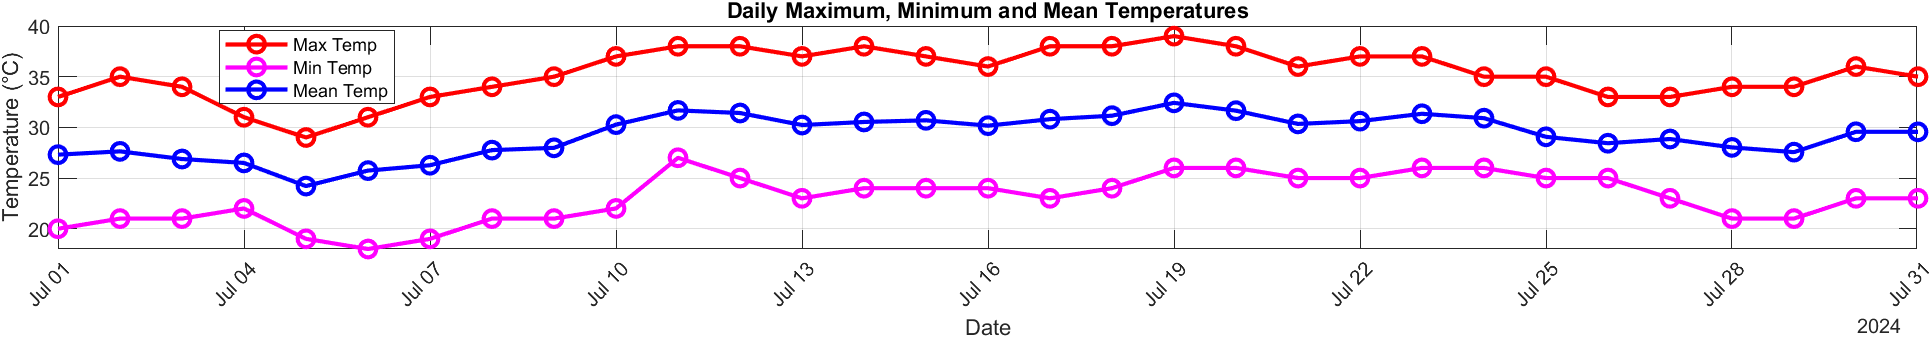 Daily Maximum, Minimum and Mean Temperatures
Temperature (°C)
40
35
30
25
20
Max Temp
Min Temp
Mean Temp
Jul 01
Jul 04
Jul 07
Jul 10
Jul 13
Jul 16
Jul 19
Jul 22
Jul 25
Jul 28
Jul 31
Date
2024